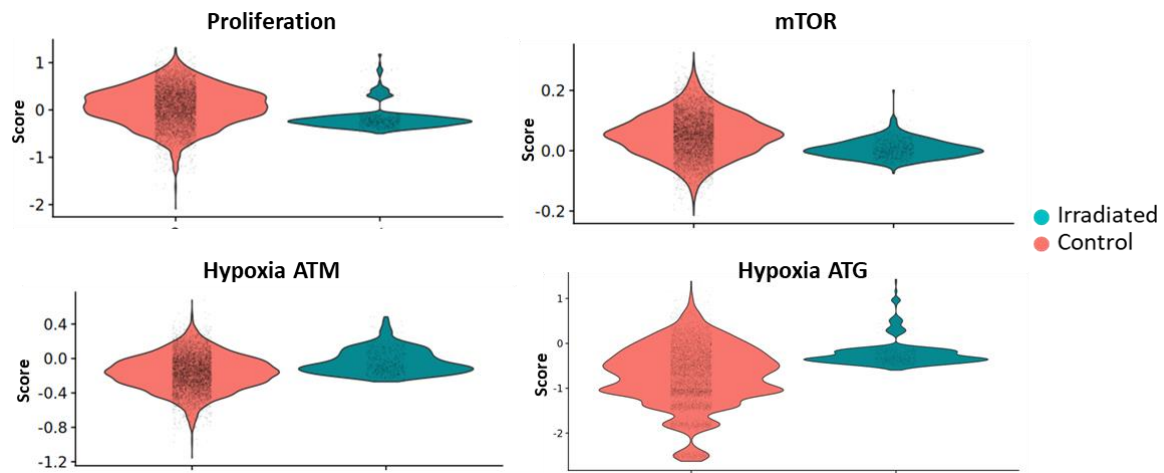 Proliferation
Score
1
0
-1
-2
mTOR
Score
0.2
0.0
-0.2
Irradiated
Control
Hypoxia ATM
Score
0.4
0.0
-0.4
-0.8
-1.2
Hypoxia ATG
Score
1
0
-1
-2